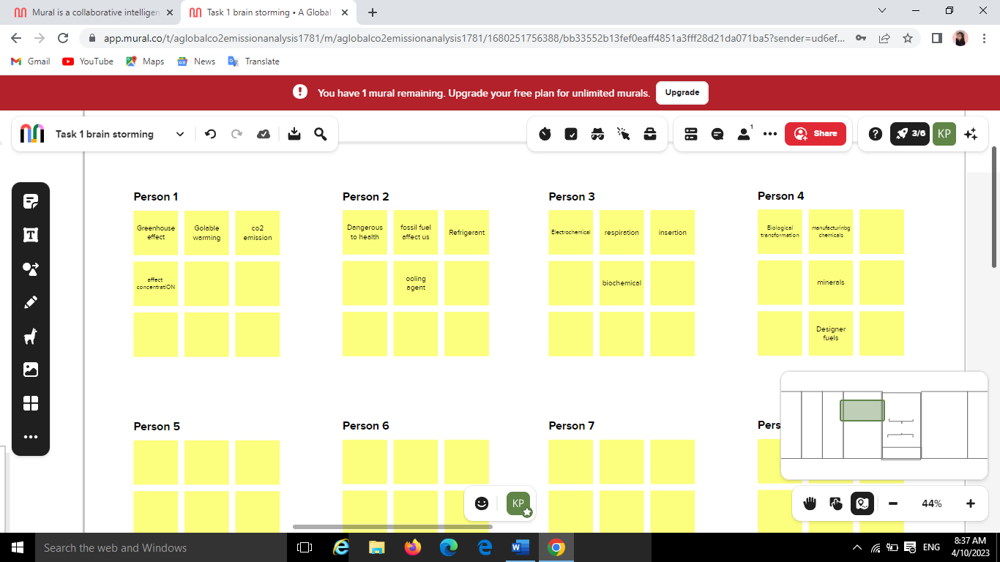 Mural is a collaborative intelligen
Task 1 brain storming • A Global
app.mural.co/t/aglobalco2emissionanalysis1781/m/aglobalco2emissionanalysis1781/1680251756388/bb33552b13fef0eaff4851a3fff28d21da071ba5?sender=ud6ef...
Gmail
YouTube
Maps
News
Translate
You have 1 mural remaining. Upgrade your free plan for unlimited murals.
Upgrade
Task 1 brain storming
1
Share
3/6
KP
Person 1
Greenhouse
effect
Golable
warming
co2
emission
affect
concentratiON
Person 2
Dangerous
to health
fossil fuel
affect us
Refrigerant
ooling
agent
Person 3
Electrochemical
respiration
insertion
biochemical
Person 4
Biological
transformation
manufacturinbg
chemicals
minerals
Designer
fuels
Person 5
Person 6
Person 7
Pers
KP
44%
Search the web and Windows
ENG
8:37 AM
4/10/2023